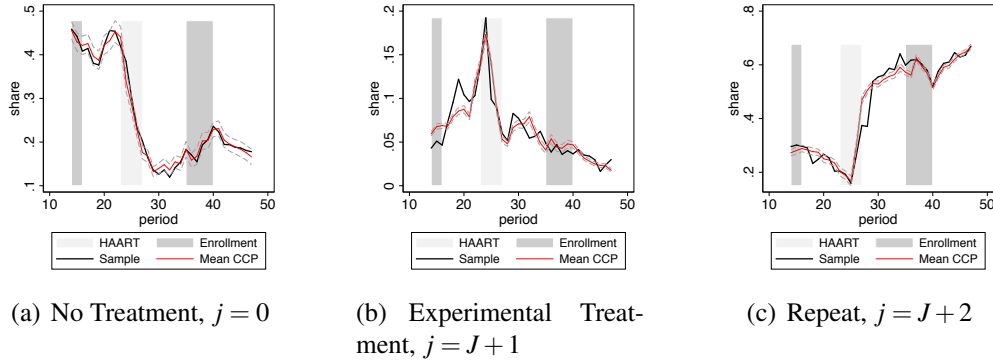 .5
.4
.3
.2
.1
share
10 20 30 40 50
period
HAART Enrollment
Sample Mean CCP
(a) No Treatment, j = 0
.2
.15
.1
.05
0
share
10 20 30 40 50
period
HAART Enrollment
Sample Mean CCP
(b) Experimental Treat-
ment, j = J + 1
.8
.6
.4
.2
share
10 20 30 40 50
period
HAART Enrollment
Sample Mean CCP
(c) Repeat, j = J + 2